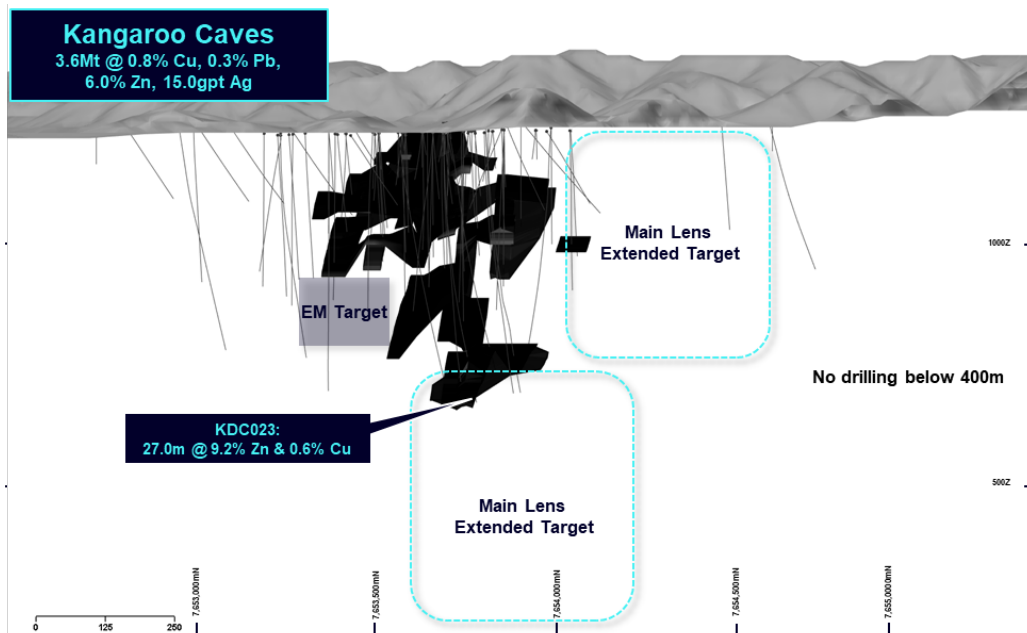 Kangaroo Caves
3.6Mt @ 0.8% Cu, 0.3% Pb,
6.0% Zn, 15.0gpt Ag
Main Lens
Extended Target
1000Z
EM Target
No drilling below 400m
KDC023:
27.0m @ 9.2% Zn & 0.6% Cu
500Z
Main Lens
Extended Target
7,653,000mN
7,653,500mN
7,654,000mN
7,654,500mN
7,655,000mN
0 125 250